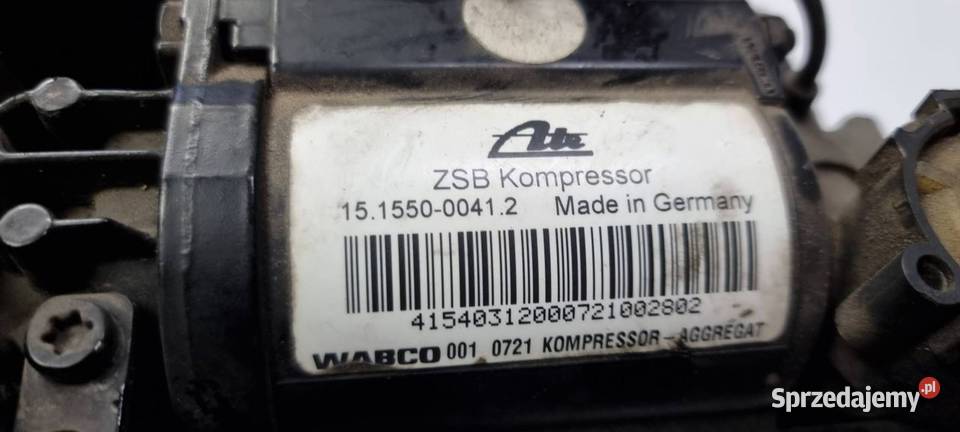 Ate
ZSB Kompressor
15.1550-0041.2 Made in Germany
41540312000721002802
WABCO 001 0721 KOMPRESSOR-AGGREGAT
Sprzedajemy.pl